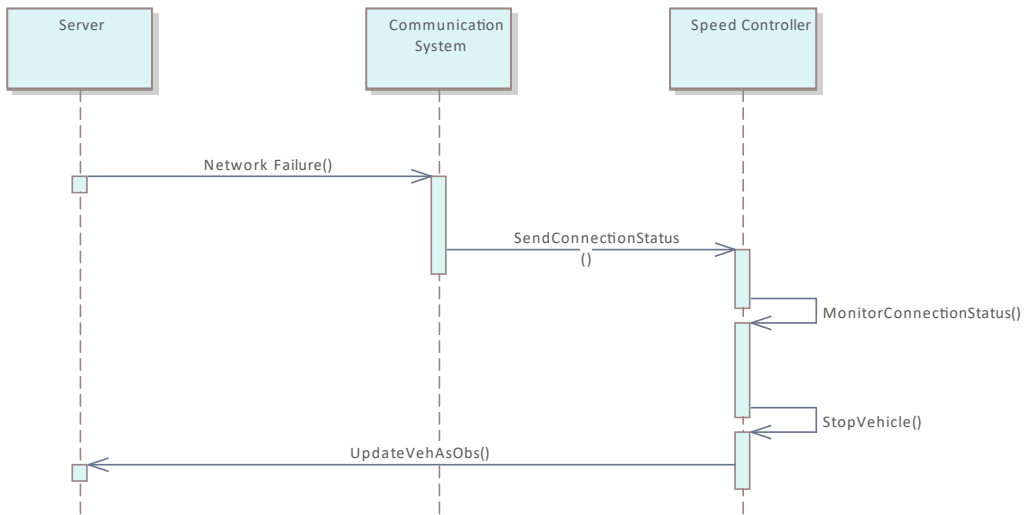 Server
Communication
System
Speed Controller
Network Failure()
SendConnectionStatus
()
MonitorConnectionStatus()
StopVehicle()
UpdateVehAsObs()